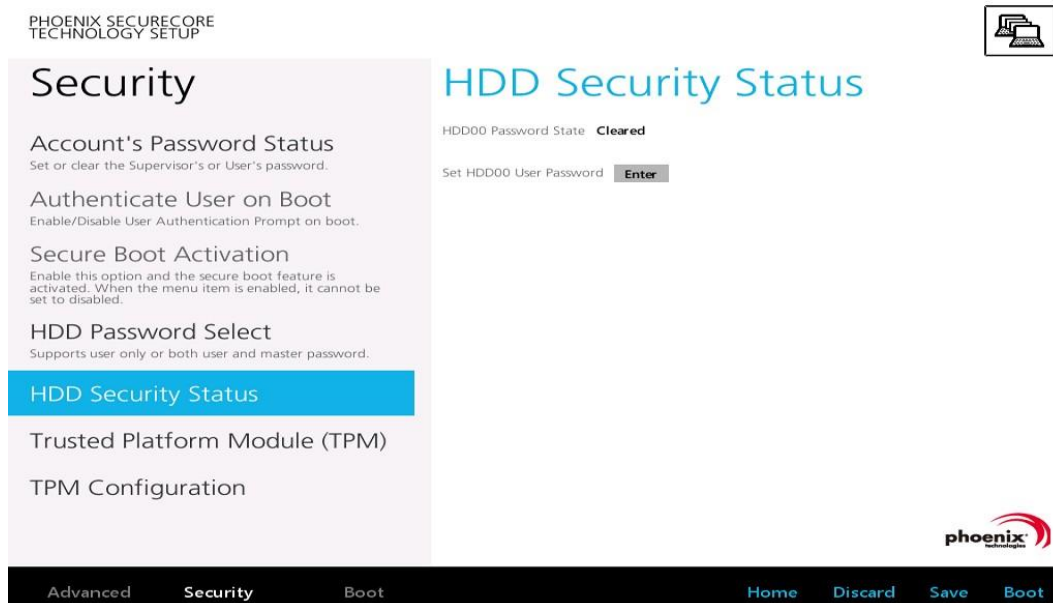 PHOENIX SECURECORE
TECHNOLOGY SETUP
Security
Account's Password Status
Set or clear the Supervisor's or User's password.
Authenticate User on Boot
Enable/Disable User Authentication Prompt on boot.
Secure Boot Activation
Enable this option and the secure boot feature is
activated. When the menu item is enabled, it cannot be
set to disabled.
HDD Password Select
Supports user only or both user and master password.
HDD Security Status
Trusted Platform Module (TPM)
TPM Configuration
HDD Security Status
HDD00 Password State Cleared
Set HDD00 User Password Enter
phoenix
technologies
Advanced Security Boot Home Discard Save Boot